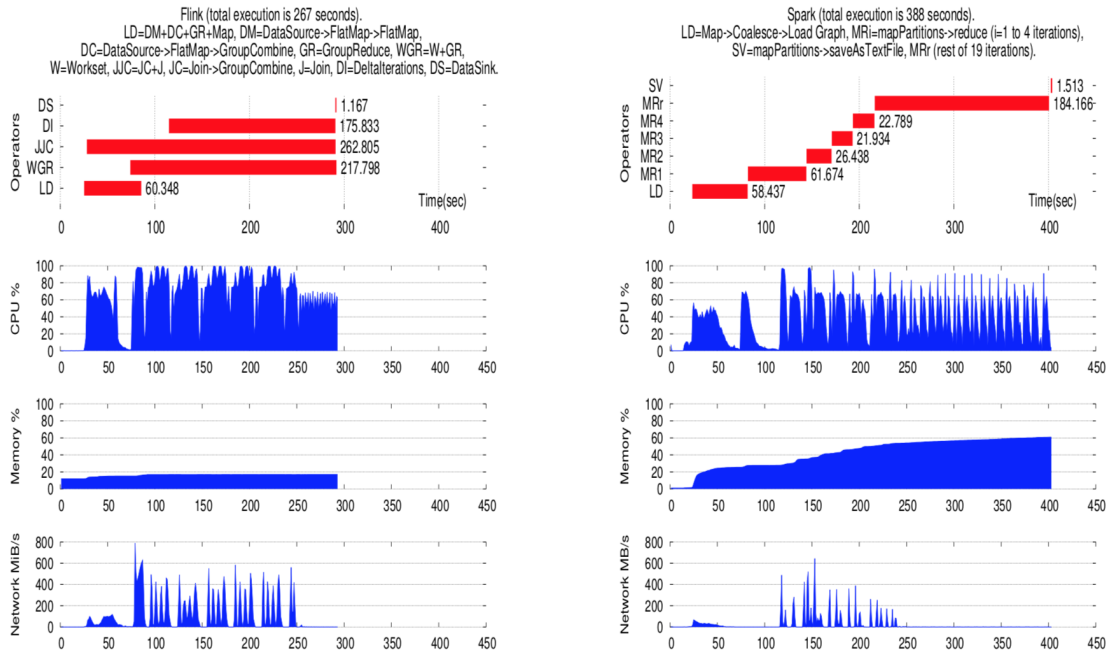 Flink (total execution is 267 seconds).
LD=DM+DC+GR+Map, DM=DataSource->FlatMap->FlatMap,
DC=DataSource->FlatMap->GroupCombine, GR=GroupReduce, WGR=W+GR,
W=Workset, JJC=JC+J, JC=Join->GroupCombine, J=Join, DI=DeltaIterations, DS=DataSink.
Operators
DS 1.167
DI 175.833
JJC 262.805
WGR 217.798
LD 60.348
Time(sec)
0 100 200 300 400
CPU %
100
80
60
40
20
0
0 50 100 150 200 250 300 350 400 450
Memory %
100
80
60
40
20
0
0 50 100 150 200 250 300 350 400 450
Network MiB/s
800
600
400
200
0
0 50 100 150 200 250 300 350 400 450
Spark (total execution is 388 seconds).
LD=Map->Coalesce->Load Graph, MRi=mapPartitions->reduce (i=1 to 4 iterations),
SV=mapPartitions->saveAsTextFile, MRr (rest of 19 iterations).
Operators
SV 1.513
MRr 184.166
MR4 22.789
MR3 21.934
MR2 26.438
MR1 61.674
LD 58.437
Time(sec)
0 100 200 300 400
CPU %
100
80
60
40
20
0
0 50 100 150 200 250 300 350 400 450
Memory %
100
80
60
40
20
0
0 50 100 150 200 250 300 350 400 450
Network MB/s
800
600
400
200
0
0 50 100 150 200 250 300 350 400 450